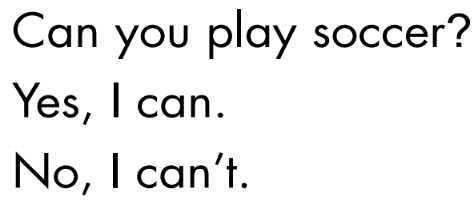 Can you play soccer?
Yes, I can.
No, I can't.